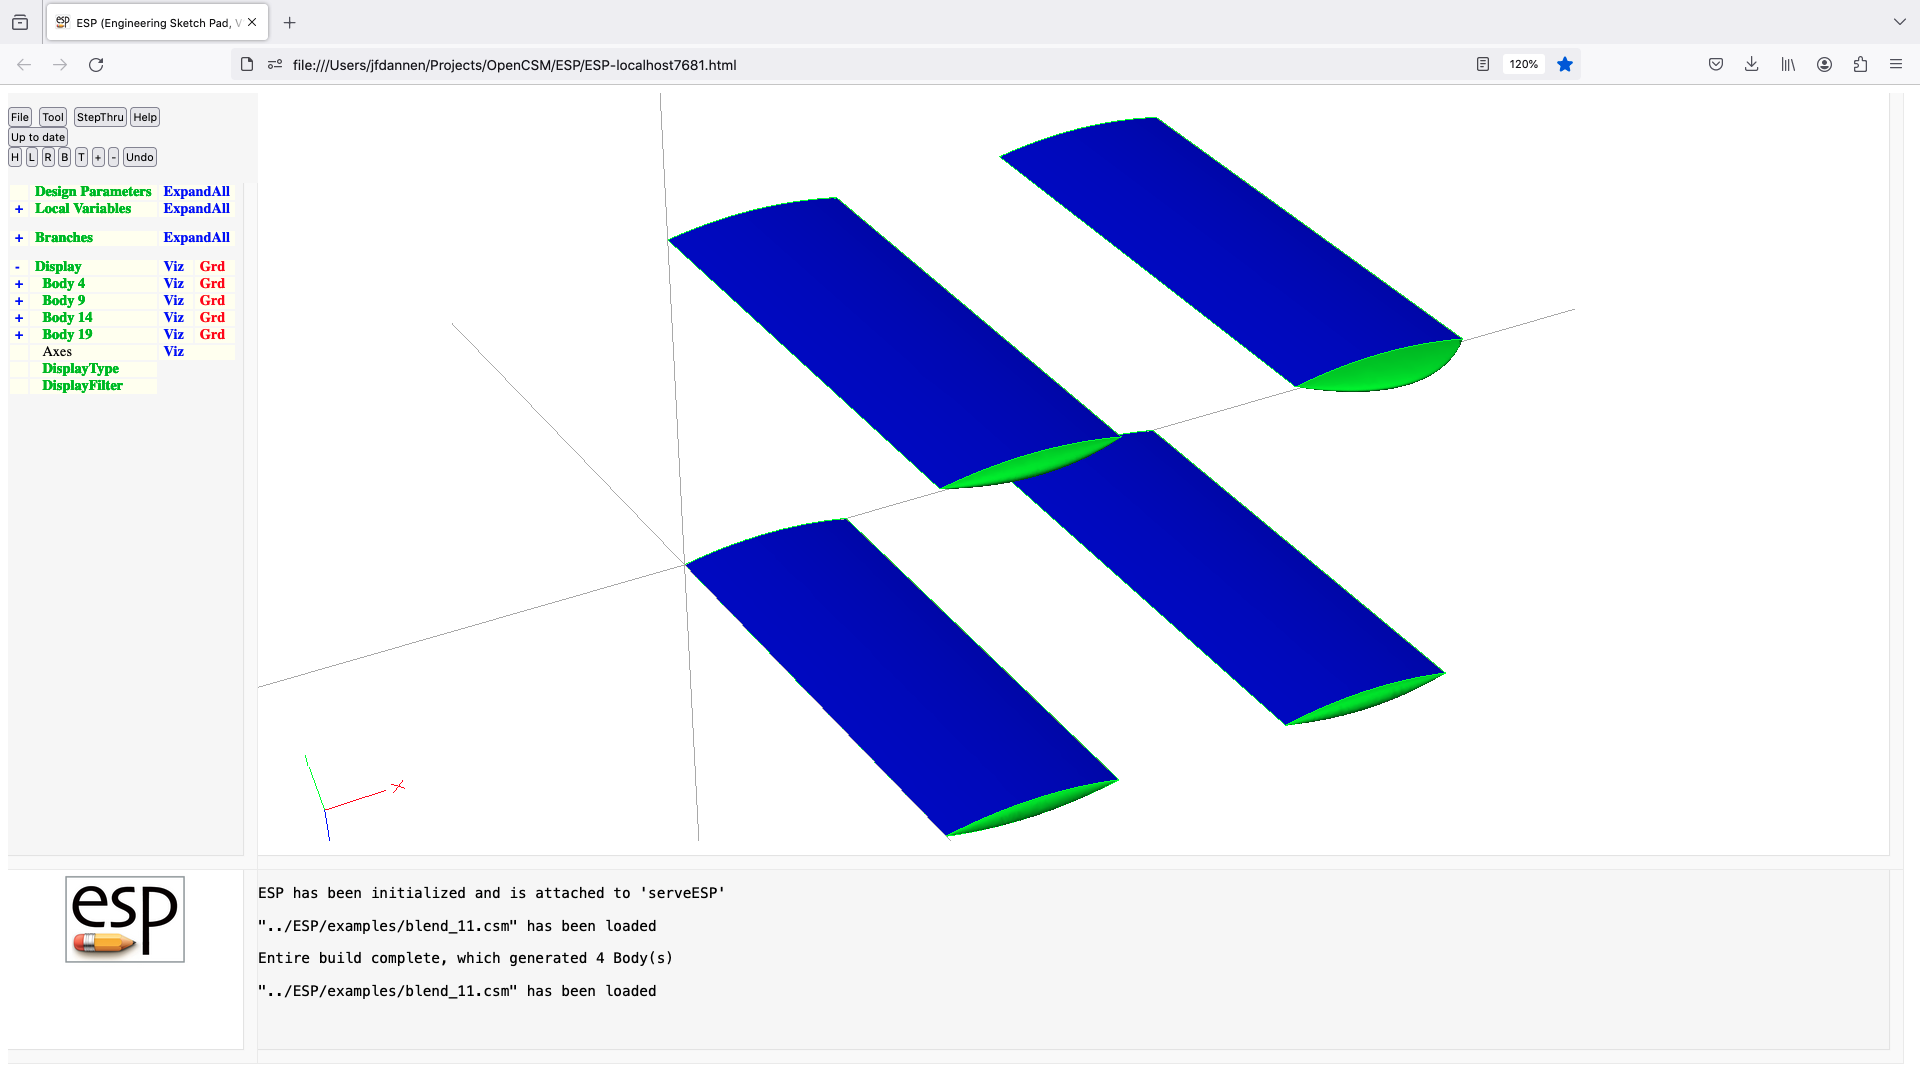 ESP (Engineering Sketch Pad, V
file:///Users/jfdannen/Projects/OpenCSM/ESP/ESP-localhost7681.html
120%
File Tool StepThru Help
Up to date
H L R B T + - Undo
Design Parameters ExpandAll
+ Local Variables ExpandAll
+ Branches ExpandAll
- Display Viz Grd
+ Body 4 Viz Grd
+ Body 9 Viz Grd
+ Body 14 Viz Grd
+ Body 19 Viz Grd
Axes Viz
DisplayType
DisplayFilter
X
esp
ESP has been initialized and is attached to 'serveESP'
"../ESP/examples/blend_11.csm" has been loaded
Entire build complete, which generated 4 Body(s)
"../ESP/examples/blend_11.csm" has been loaded